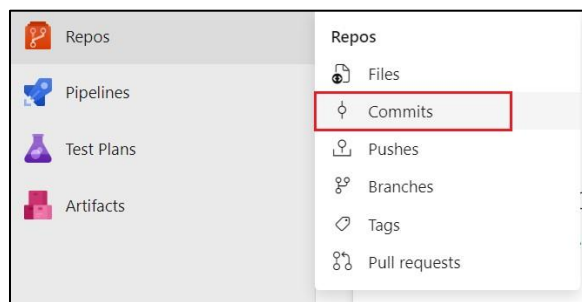 Repos
Pipelines
Test Plans
Artifacts
Repos
Files
Commits
Pushes
Branches
Tags
Pull requests